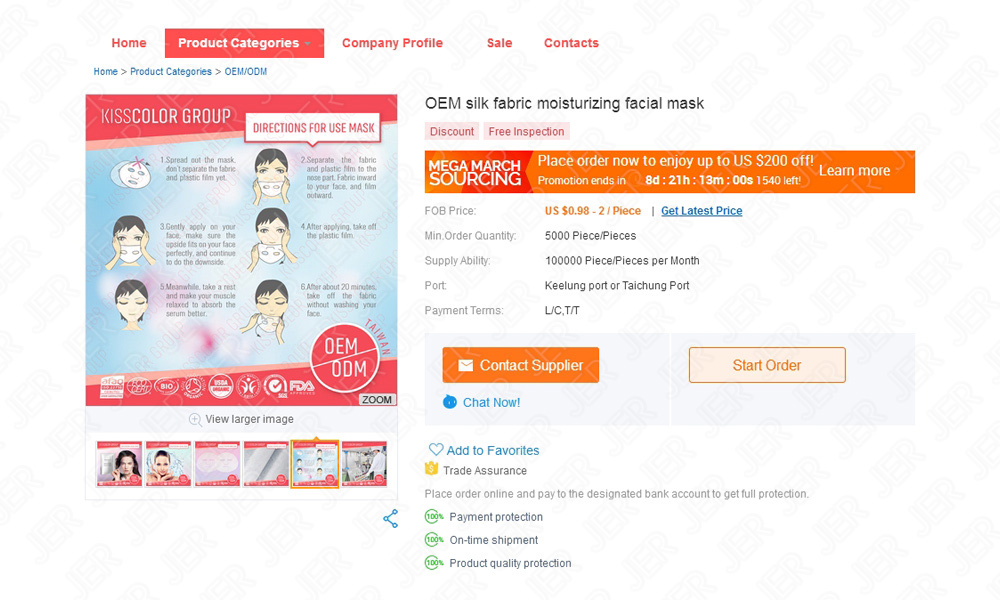 Home Product Categories Company Profile Sale Contacts
Home > Product Categories > OEM/ODM
KISSCOLOR GROUP
DIRECTIONS FOR USE MASK
1.Spread out the mask,
don't separate the fabric
and plastic film yet.
2.Separate the fabric
and plastic film to the
nose part. Fabric inward
to your face, and film
outward.
3.Gently apply on your
face, make sure the
upside fits on your face
perfectly, and continue
to do the downside.
4.After applying, take off
the plastic film.
5.Meanwhile, take a rest
and make your muscle
relaxed to absorb the
serum better.
6.After about 20 minutes,
take off the fabric
without washing your
face.
TAIWAN
OEM
ODM
BIO
ORGANIC
USDA
ORGANIC
SGS
FDA
ZOOM
View larger image
OEM silk fabric moisturizing facial mask
Discount Free Inspection
MEGA MARCH
SOURCING
Place order now to enjoy up to US $200 off!
Promotion ends in 8d : 21h : 13m : 00s 1540 left!
Learn more
FOB Price: US $0.98 - 2 / Piece | Get Latest Price
Min.Order Quantity: 5000 Piece/Pieces
Supply Ability: 100000 Piece/Pieces per Month
Port: Keelung port or Taichung Port
Payment Terms: L/C,T/T
Contact Supplier
Start Order
Chat Now!
Add to Favorites
Trade Assurance
Place order online and pay to the designated bank account to get full protection.
100% Payment protection
100% On-time shipment
100% Product quality protection
JER